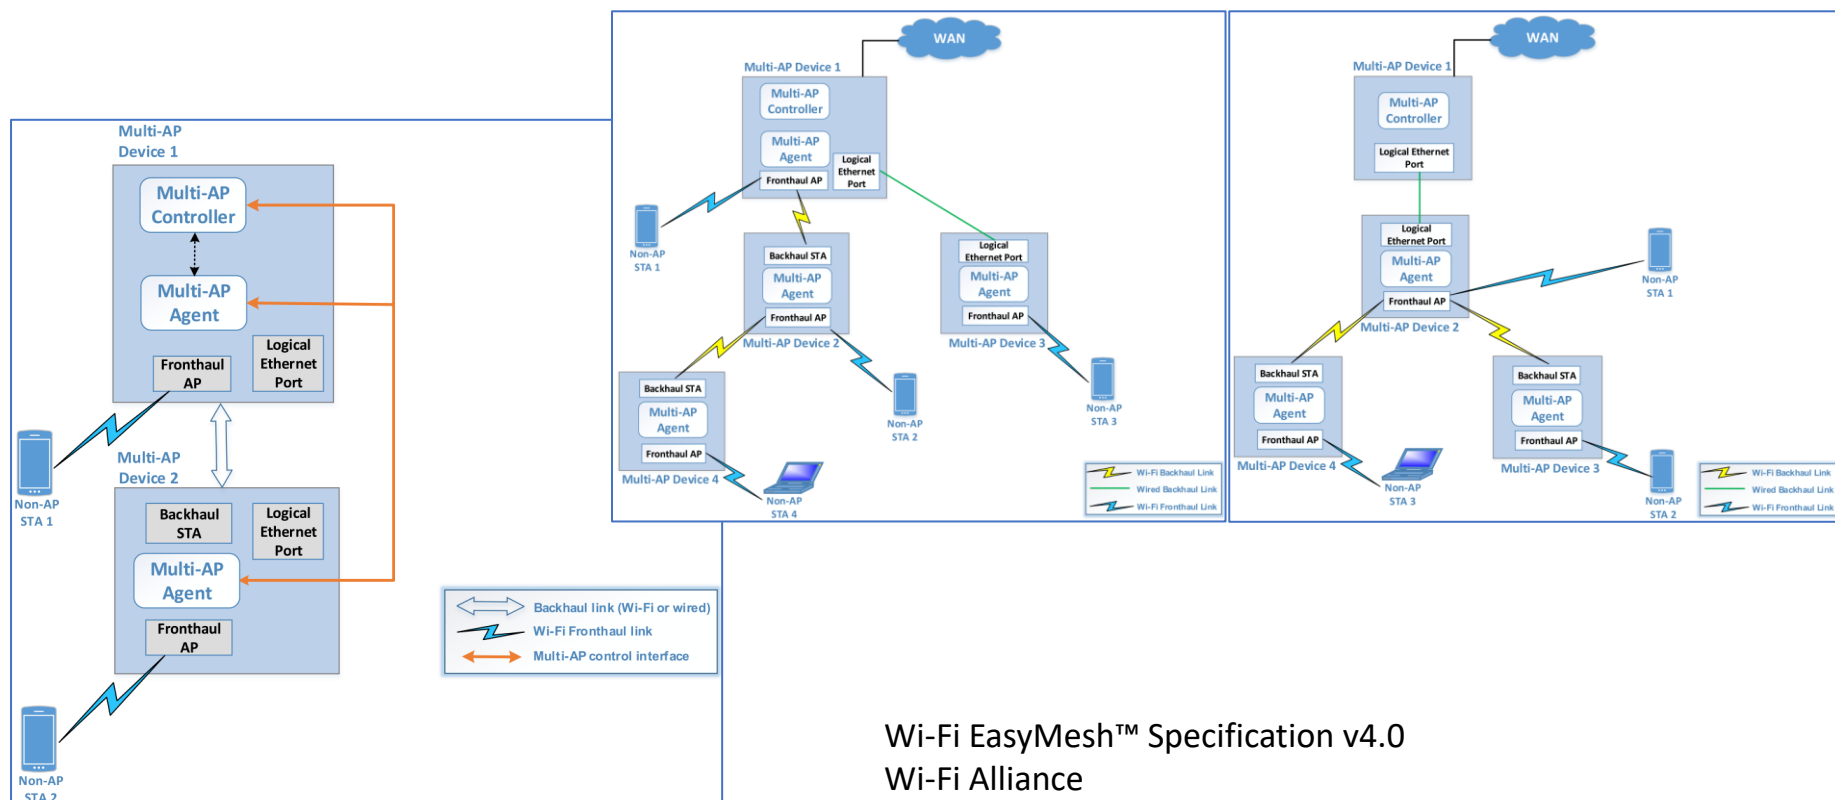 Multi-AP
Device 1
Multi-AP
Controller
Multi-AP
Agent
Fronthaul
AP
Logical
Ethernet
Port
Non-AP
STA 1
Multi-AP
Device 2
Backhaul
STA
Logical
Ethernet
Port
Multi-AP
Agent
Fronthaul
AP
Non-AP
STA 2
Backhaul link (Wi-Fi or wired)
Wi-Fi Fronthaul link
Multi-AP control interface
WAN
Multi-AP Device 1
Multi-AP
Controller
Multi-AP
Agent
Logical
Ethernet
Port
Fronthaul AP
Non-AP
STA 1
Backhaul STA
Multi-AP
Agent
Fronthaul AP
Multi-AP Device 2
Logical
Ethernet Port
Multi-AP
Agent
Fronthaul AP
Multi-AP Device 3
Non-AP
STA 3
Non-AP
STA 2
Backhaul STA
Multi-AP
Agent
Fronthaul AP
Multi-AP Device 4
Non-AP
STA 4
Wi-Fi Backhaul Link
Wired Backhaul Link
Wi-Fi Fronthaul Link
WAN
Multi-AP Device 1
Multi-AP
Controller
Logical Ethernet
Port
Logical
Ethernet Port
Multi-AP
Agent
Fronthaul AP
Multi-AP Device 2
Non-AP
STA 1
Backhaul STA
Multi-AP
Agent
Fronthaul AP
Multi-AP Device 4
Non-AP
STA 3
Backhaul STA
Multi-AP
Agent
Fronthaul AP
Multi-AP Device 3
Non-AP
STA 2
Wi-Fi Backhaul Link
Wired Backhaul Link
Wi-Fi Fronthaul Link
Wi-Fi EasyMesh™ Specification v4.0
Wi-Fi Alliance